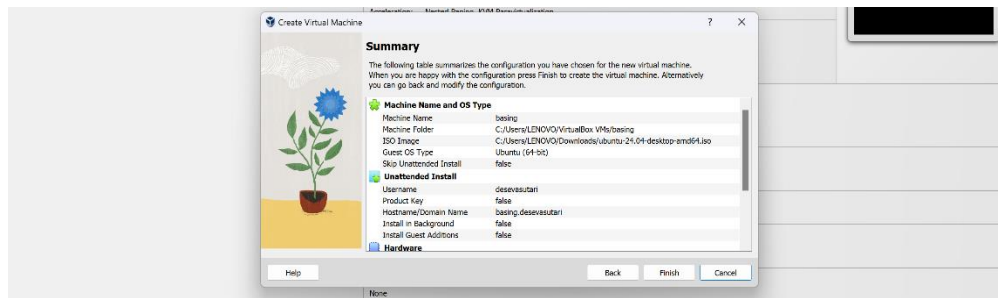 Acceleration: Nested Paging, KVM Paravirtualization
Create Virtual Machine
?
Summary
The following table summarizes the configuration you have chosen for the new virtual machine.
When you are happy with the configuration press Finish to create the virtual machine. Alternatively
you can go back and modify the configuration.
Machine Name and OS Type
Machine Name basing
Machine Folder C:/Users/LENOVO/VirtualBox VMs/basing
ISO Image C:/Users/LENOVO/Downloads/ubuntu-24.04-desktop-amd64.iso
Guest OS Type Ubuntu (64-bit)
Skip Unattended Install false
Unattended Install
Username desevasutari
Product Key false
Hostname/Domain Name basing.desevasutari
Install in Background false
Install Guest Additions false
Hardware
Help Back Finish Cancel
None